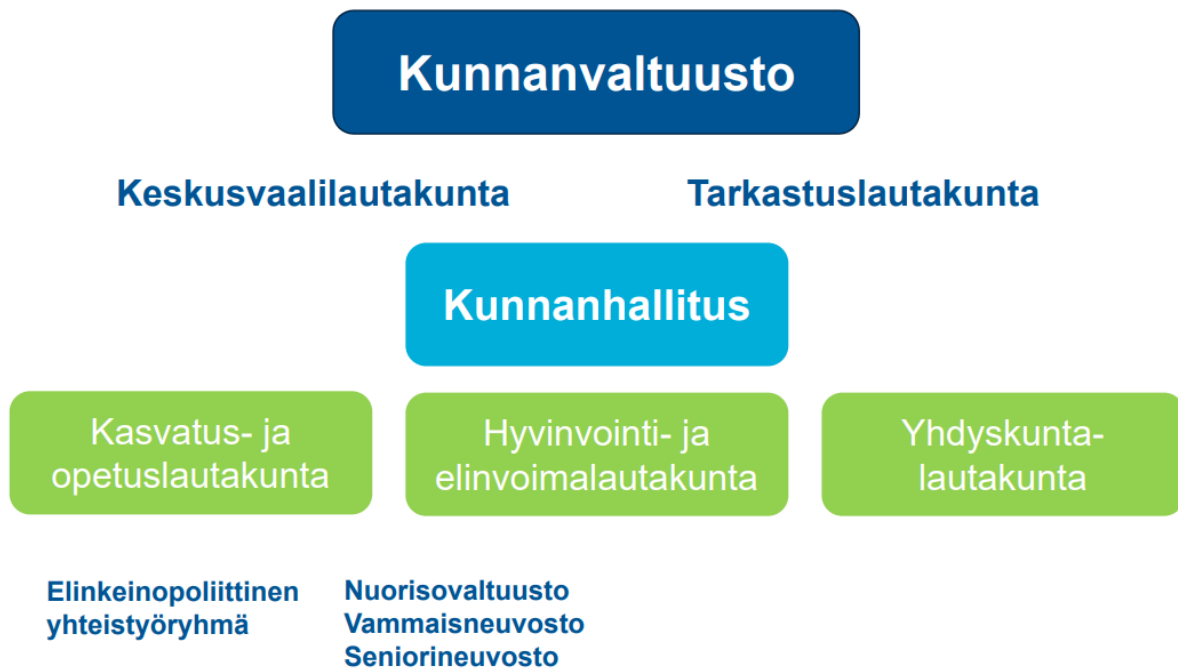 Kunnanvaltuusto
Keskusvaalilautakunta
Tarkastuslautakunta
Kunnanhallitus
Kasvatus- ja
opetuslautakunta
Hyvinvointi- ja
elinvoimalautakunta
Yhdyskunta-
lautakunta
Elinkeinopoliittinen
yhteistyöryhmä
Nuorisovaltuusto
Vammaisneuvosto
Seniorineuvosto